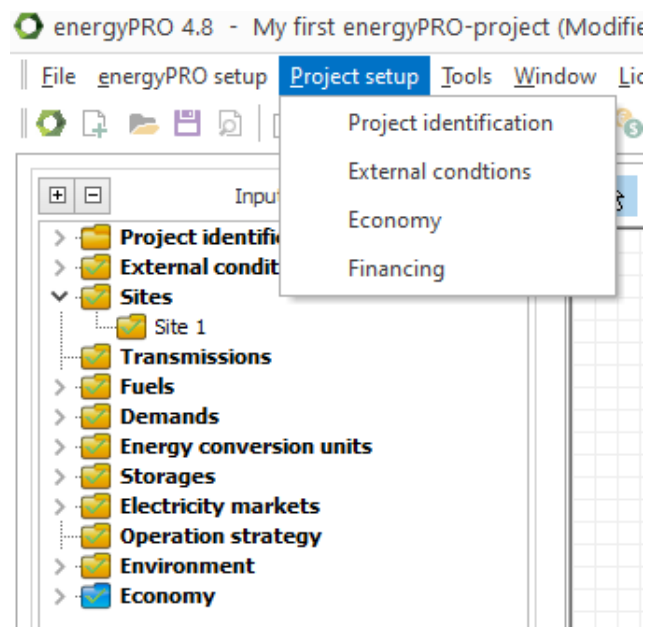 energyPRO 4.8 - My first energyPRO-project (Modifie
File energyPRO setup Project setup Tools Window Lic
Project identification
External condtions
Economy
Financing
Input
Project identifi
External condit
Sites
Site 1
Transmissions
Fuels
Demands
Energy conversion units
Storages
Electricity markets
Operation strategy
Environment
Economy